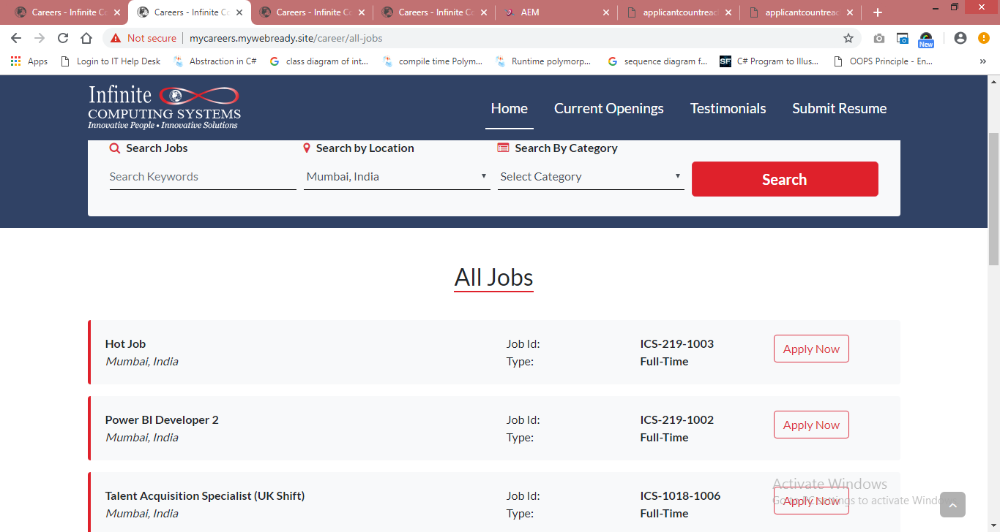 Careers - Infinite Co
Careers - Infinite Co
Careers - Infinite Co
Careers - Infinite Co
AEM
applicantcountreac
applicantcountreac
Not secure
mycareers.mywebready.site/career/all-jobs
New
Apps
Login to IT Help Desk
Abstraction in C#
class diagram of int...
compile time Polym...
Runtime polymorp...
sequence diagram f...
SF
C# Program to Illus...
OOPS Principle - En...
Infinite
COMPUTING SYSTEMS
Innovative People • Innovative Solutions
Home
Current Openings
Testimonials
Submit Resume
Search Jobs
Search by Location
Search By Category
Search Keywords
Mumbai, India
Select Category
Search
All Jobs
Hot Job
Job Id:
ICS-219-1003
Apply Now
Mumbai, India
Type:
Full-Time
Power BI Developer 2
Job Id:
ICS-219-1002
Apply Now
Mumbai, India
Type:
Full-Time
Talent Acquisition Specialist (UK Shift)
Job Id:
ICS-1018-1006
Apply Now
Mumbai, India
Type:
Full-Time
Activate Windows
Go to PC settings to activate Windows.